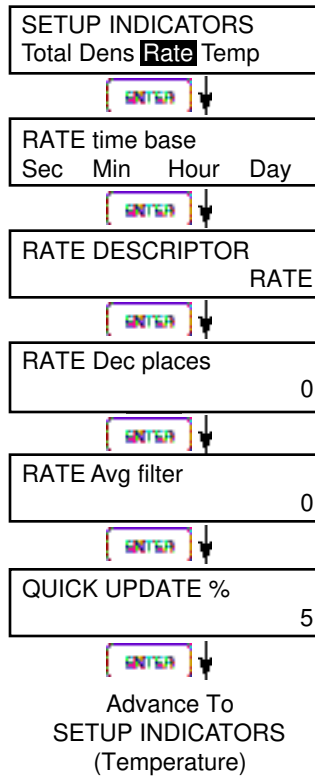 SETUP INDICATORS
Total Dens Rate Temp
ENTER
RATE time base
Sec Min Hour Day
ENTER
RATE DESCRIPTOR
RATE
ENTER
RATE Dec places
0
ENTER
RATE Avg filter
0
ENTER
QUICK UPDATE %
5
ENTER
Advance To
SETUP INDICATORS
(Temperature)